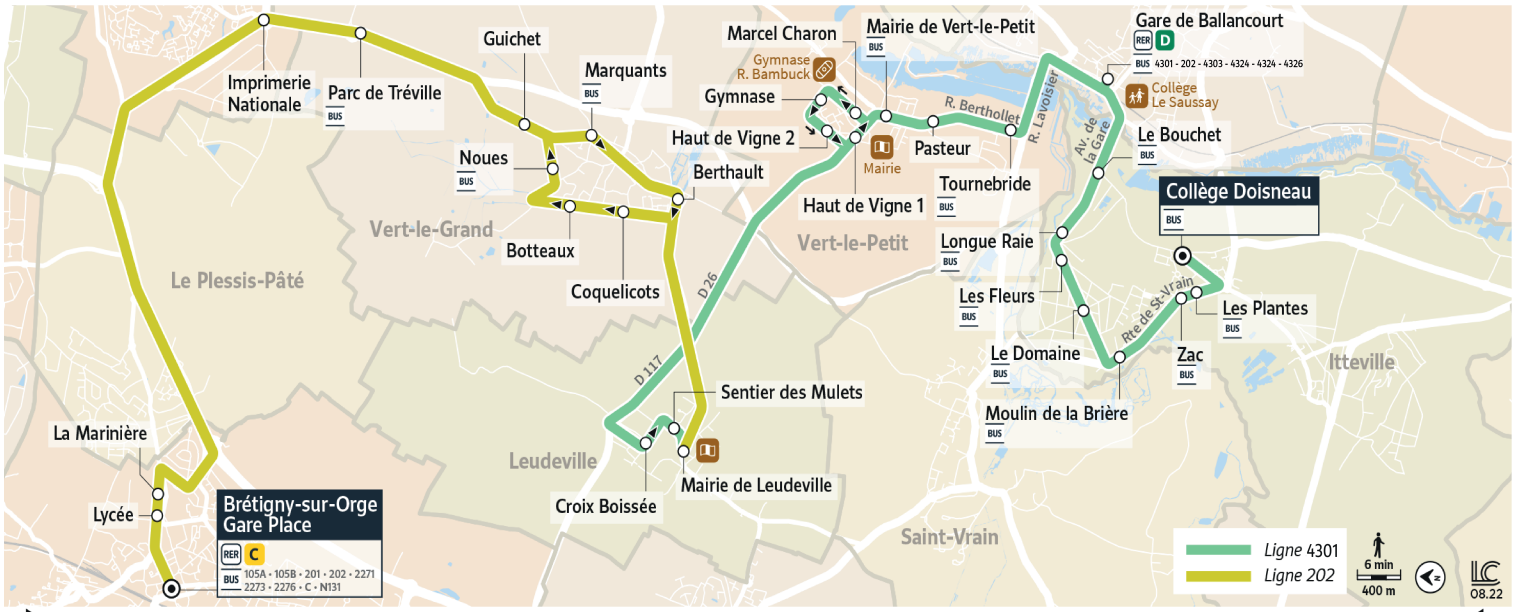 Imprimerie
Nationale
Parc de Tréville
BUS
Guichet
Marquants
BUS
Noues
BUS
Botteaux
Coquelicots
Berthault
Vert-le-Grand
Le Plessis-Pâté
La Marinière
Lycée
Brétigny-sur-Orge
Gare Place
RER C
BUS 105A • 105B • 201 • 202 • 2271
2273 • 2276 • C • N131
Leudeville
Croix Boissée
Sentier des Mulets
Mairie de Leudeville
D 117
D 26
Marcel Charon
Gymnase
R. Bambuck
Gymnase
Haut de Vigne 2
Mairie
Haut de Vigne 1
Vert-le-Petit
Mairie de Vert-le-Petit
BUS
Pasteur
R. Berthollet
Tournebride
BUS
R. Lavoisier
Gare de Ballancourt
RER D
BUS 4301 - 202 - 4303 - 4324 - 4324 - 4326
Collège
Le Saussay
Av. de
la Gare
Le Bouchet
BUS
Collège Doisneau
BUS
Longue Raie
BUS
Les Fleurs
BUS
Le Domaine
BUS
Moulin de la Brière
BUS
Rte de St-Vrain
Zac
BUS
Les Plantes
BUS
Itteville
Saint-Vrain
Ligne 4301
Ligne 202
6 min
400 m
N
LC
08.22